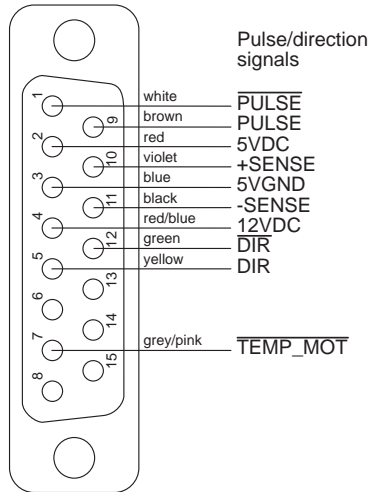 Pulse/direction
signals
1 white PULSE
9 brown PULSE
2 red 5VDC
10 violet +SENSE
3 blue 5VGND
11 black -SENSE
4 red/blue 12VDC
12 green DIR
5 yellow DIR
13
6
14
7 grey/pink TEMP_MOT
15
8